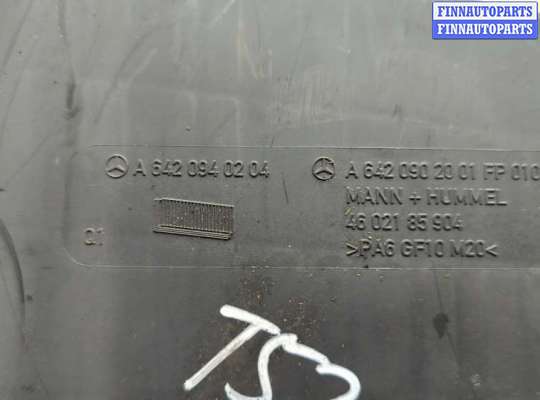 FINNAUTOPARTS
FINNAUTOPARTS
A 642 094 02 04
A 642 090 20 01 FP 010
MANN + HUMMEL
46 021 85 904
>PA6 GF10 M20<
01